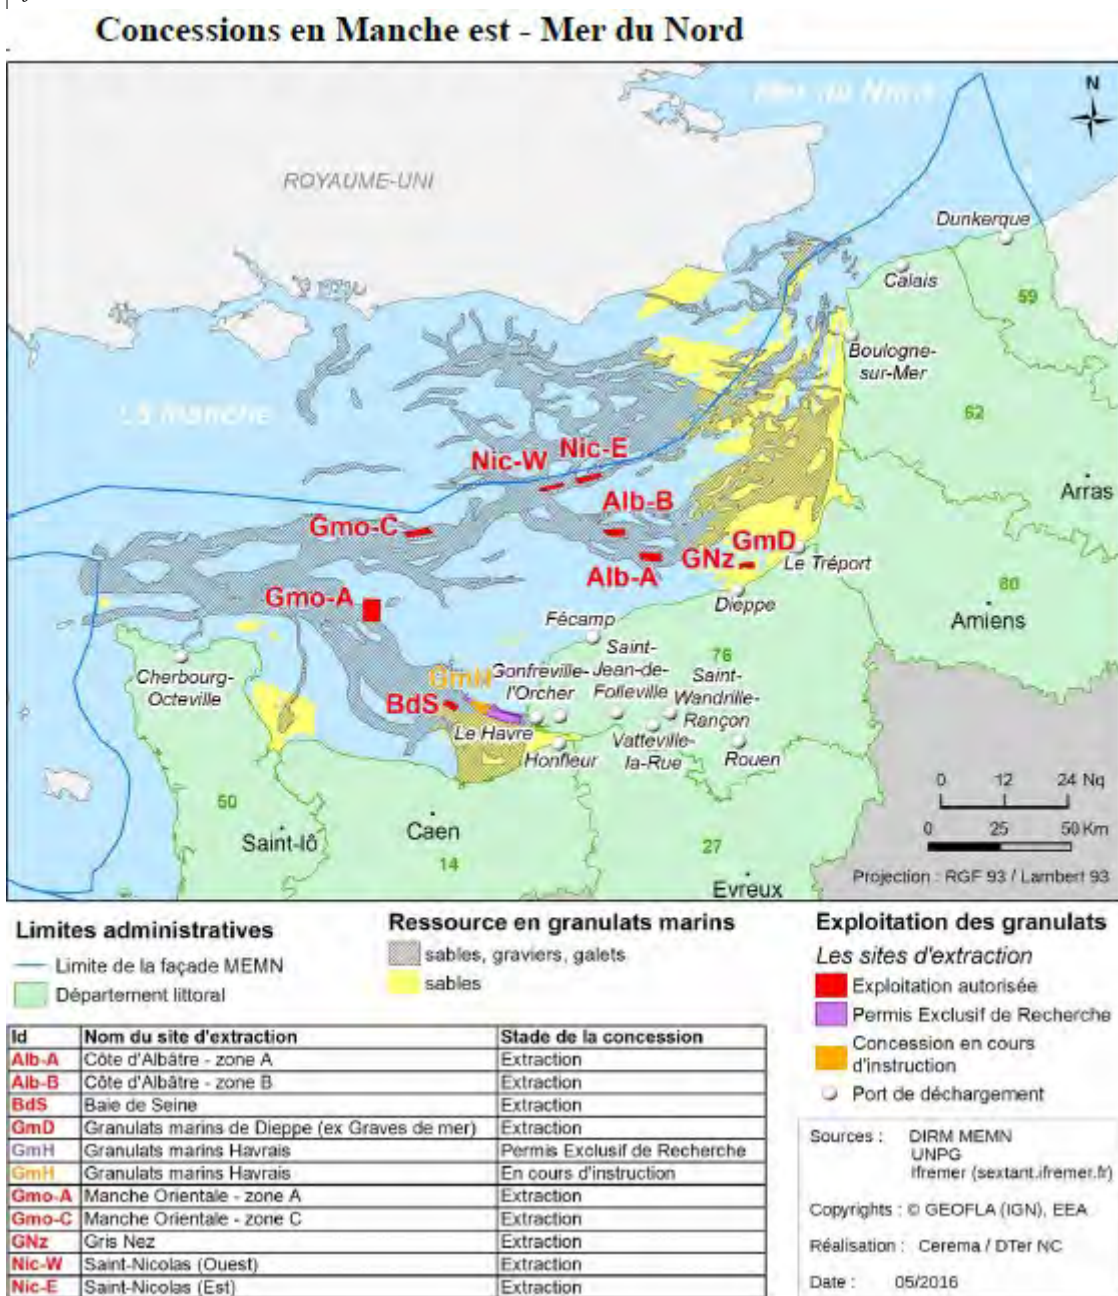 Concessions en Manche est - Mer du Nord
Mer du Nord
N
ROYAUME-UNI
Dunkerque
Calais
59
Boulogne-
sur-Mer
La Manche
62
Nic-E
Nic-W
Arras
Alb-B
Gmo-C
GmD
GNz
Le Tréport
Alb-A
80
Gmo-A
Dieppe
Amiens
Fécamp
Saint-
Jean-de-
Folleville
76
Saint-
Wandrille-
Rançon
Cherbourg-
Octeville
GmH
Gonfreville-
l'Orcher
BdS
Le Havre
Honfleur
Vatteville-
la-Rue
Rouen
0 12 24 Nq
0 25 50 Km
50
Saint-lô
Caen
14
27
Evreux
Projection : RGF 93 / Lambert 93
Limites administratives
Limite de la façade MEMN
Département littoral
Ressource en granulats marins
sables, graviers, galets
sables
Exploitation des granulats
Les sites d'extraction
Exploitation autorisée
Permis Exclusif de Recherche
Concession en cours
d'instruction
Port de déchargement
Id Nom du site d'extraction Stade de la concession
Alb-A Côte d'Albâtre - zone A Extraction
Alb-B Côte d'Albâtre - zone B Extraction
BdS Baie de Seine Extraction
GmD Granulats marins de Dieppe (ex Graves de mer) Extraction
GmH Granulats marins Havrais Permis Exclusif de Recherche
GmH Granulats marins Havrais En cours d'instruction
Gmo-A Manche Orientale - zone A Extraction
Gmo-C Manche Orientale - zone C Extraction
GNz Gris Nez Extraction
Nic-W Saint-Nicolas (Ouest) Extraction
Nic-E Saint-Nicolas (Est) Extraction
Sources : DIRM MEMN
UNPG
Ifremer (sextant.ifremer.fr)
Copyrights : © GEOFLA (IGN), EEA
Réalisation : Cerema / DTer NC
Date : 05/2016